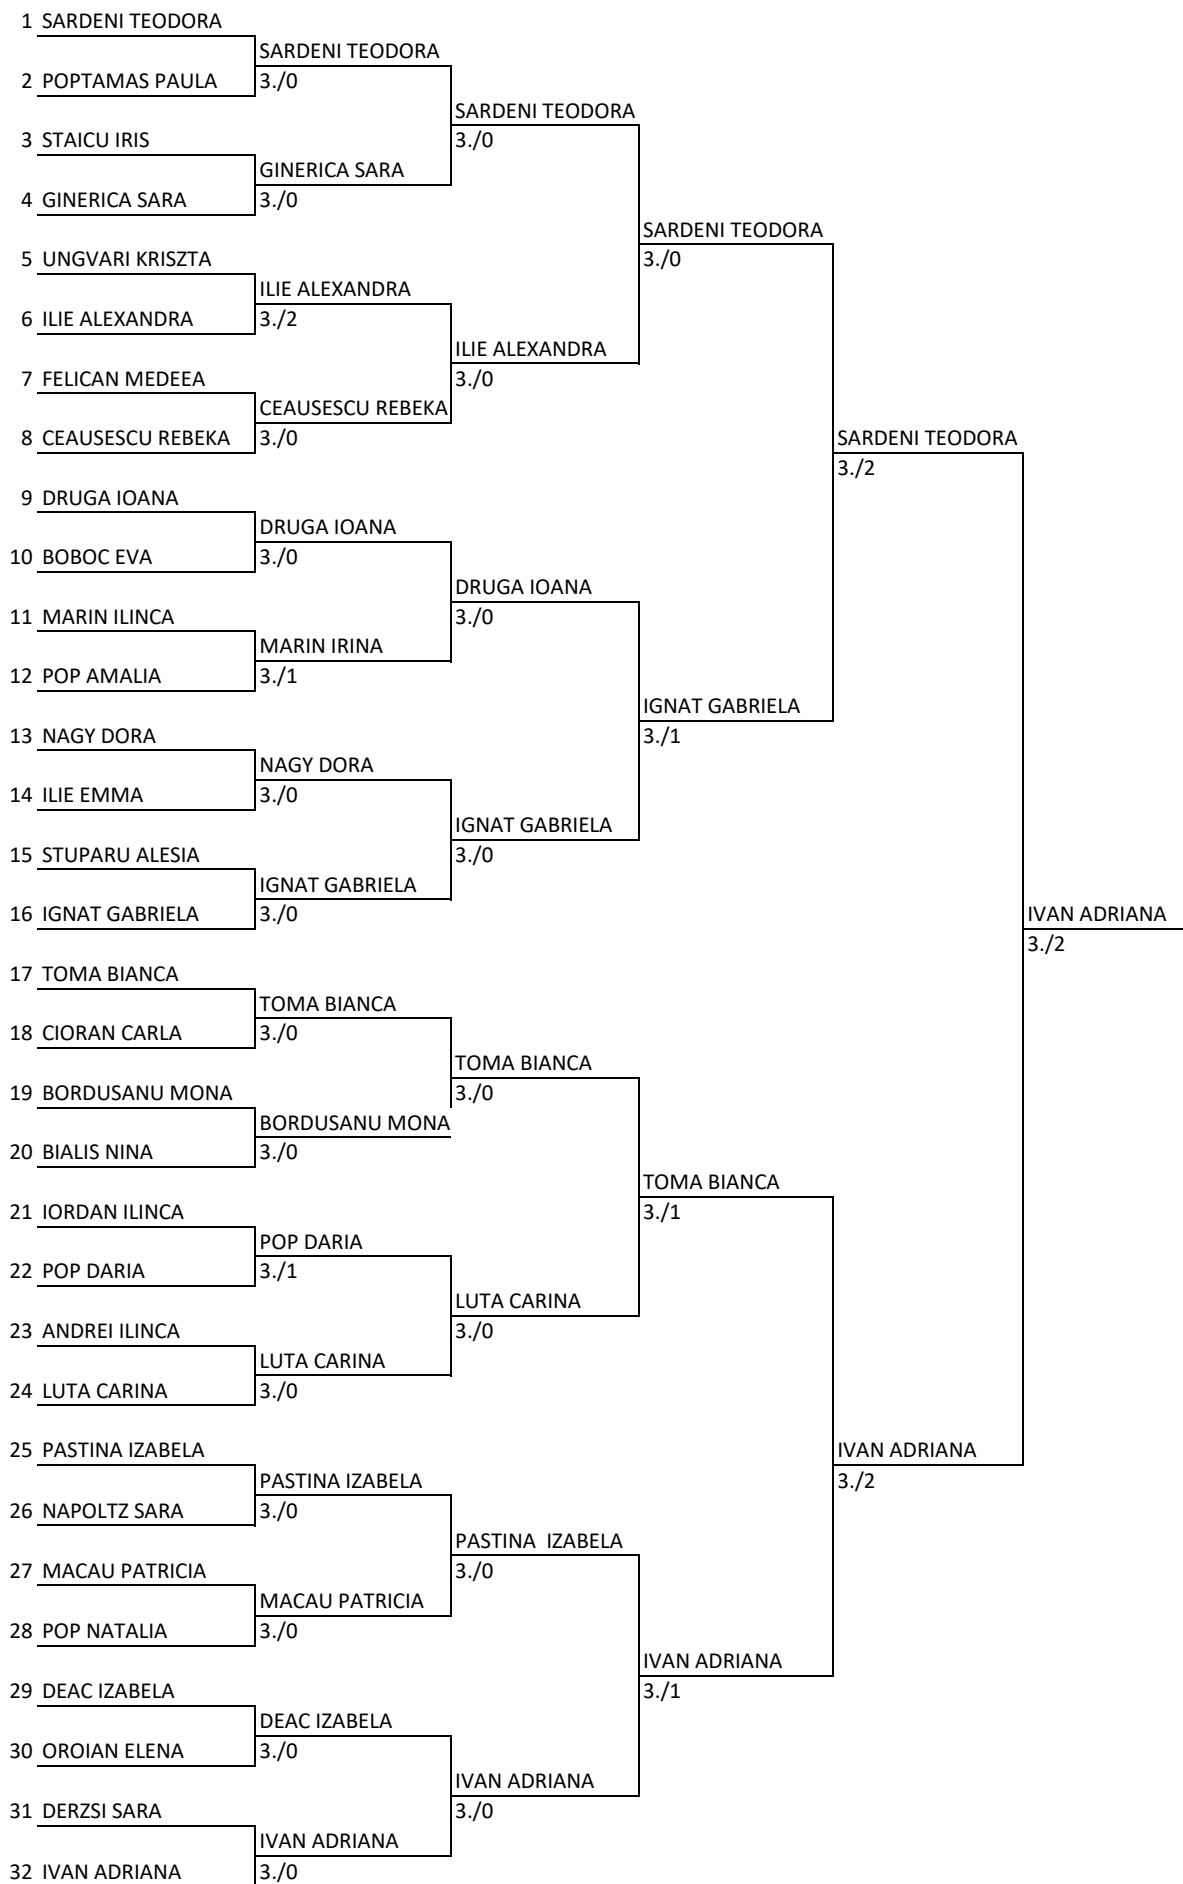 1 SARDENI TEODORA
SARDENI TEODORA
2 POPTAMAS PAULA 3./0
SARDENI TEODORA
3 STAICU IRIS 3./0
GINERICA SARA
4 GINERICA SARA 3./0
SARDENI TEODORA
5 UNGVARI KRISZTA 3./0
ILIE ALEXANDRA
6 ILIE ALEXANDRA 3./2
ILIE ALEXANDRA
7 FELICAN MEDEEA 3./0
CEAUSESCU REBEKA
8 CEAUSESCU REBEKA 3./0 SARDENI TEODORA
3./2
9 DRUGA IOANA
DRUGA IOANA
10 BOBOC EVA 3./0
DRUGA IOANA
11 MARIN ILINCA 3./0
MARIN IRINA
12 POP AMALIA 3./1
IGNAT GABRIELA
13 NAGY DORA 3./1
NAGY DORA
14 ILIE EMMA 3./0
IGNAT GABRIELA
15 STUPARU ALESIA 3./0
IGNAT GABRIELA
16 IGNAT GABRIELA 3./0 IVAN ADRIANA
3./2
17 TOMA BIANCA
TOMA BIANCA
18 CIORAN CARLA 3./0
TOMA BIANCA
19 BORDUSANU MONA 3./0
BORDUSANU MONA
20 BIALIS NINA 3./0
TOMA BIANCA
21 IORDAN ILINCA 3./1
POP DARIA
22 POP DARIA 3./1
LUTA CARINA
23 ANDREI ILINCA 3./0
LUTA CARINA
24 LUTA CARINA 3./0
25 PASTINA IZABELA IVAN ADRIANA
PASTINA IZABELA 3./2
26 NAPOLTZ SARA 3./0
PASTINA  IZABELA
27 MACAU PATRICIA 3./0
MACAU PATRICIA
28 POP NATALIA 3./0
IVAN ADRIANA
29 DEAC IZABELA 3./1
DEAC IZABELA
30 OROIAN ELENA 3./0
IVAN ADRIANA
31 DERZSI SARA 3./0
IVAN ADRIANA
32 IVAN ADRIANA 3./0